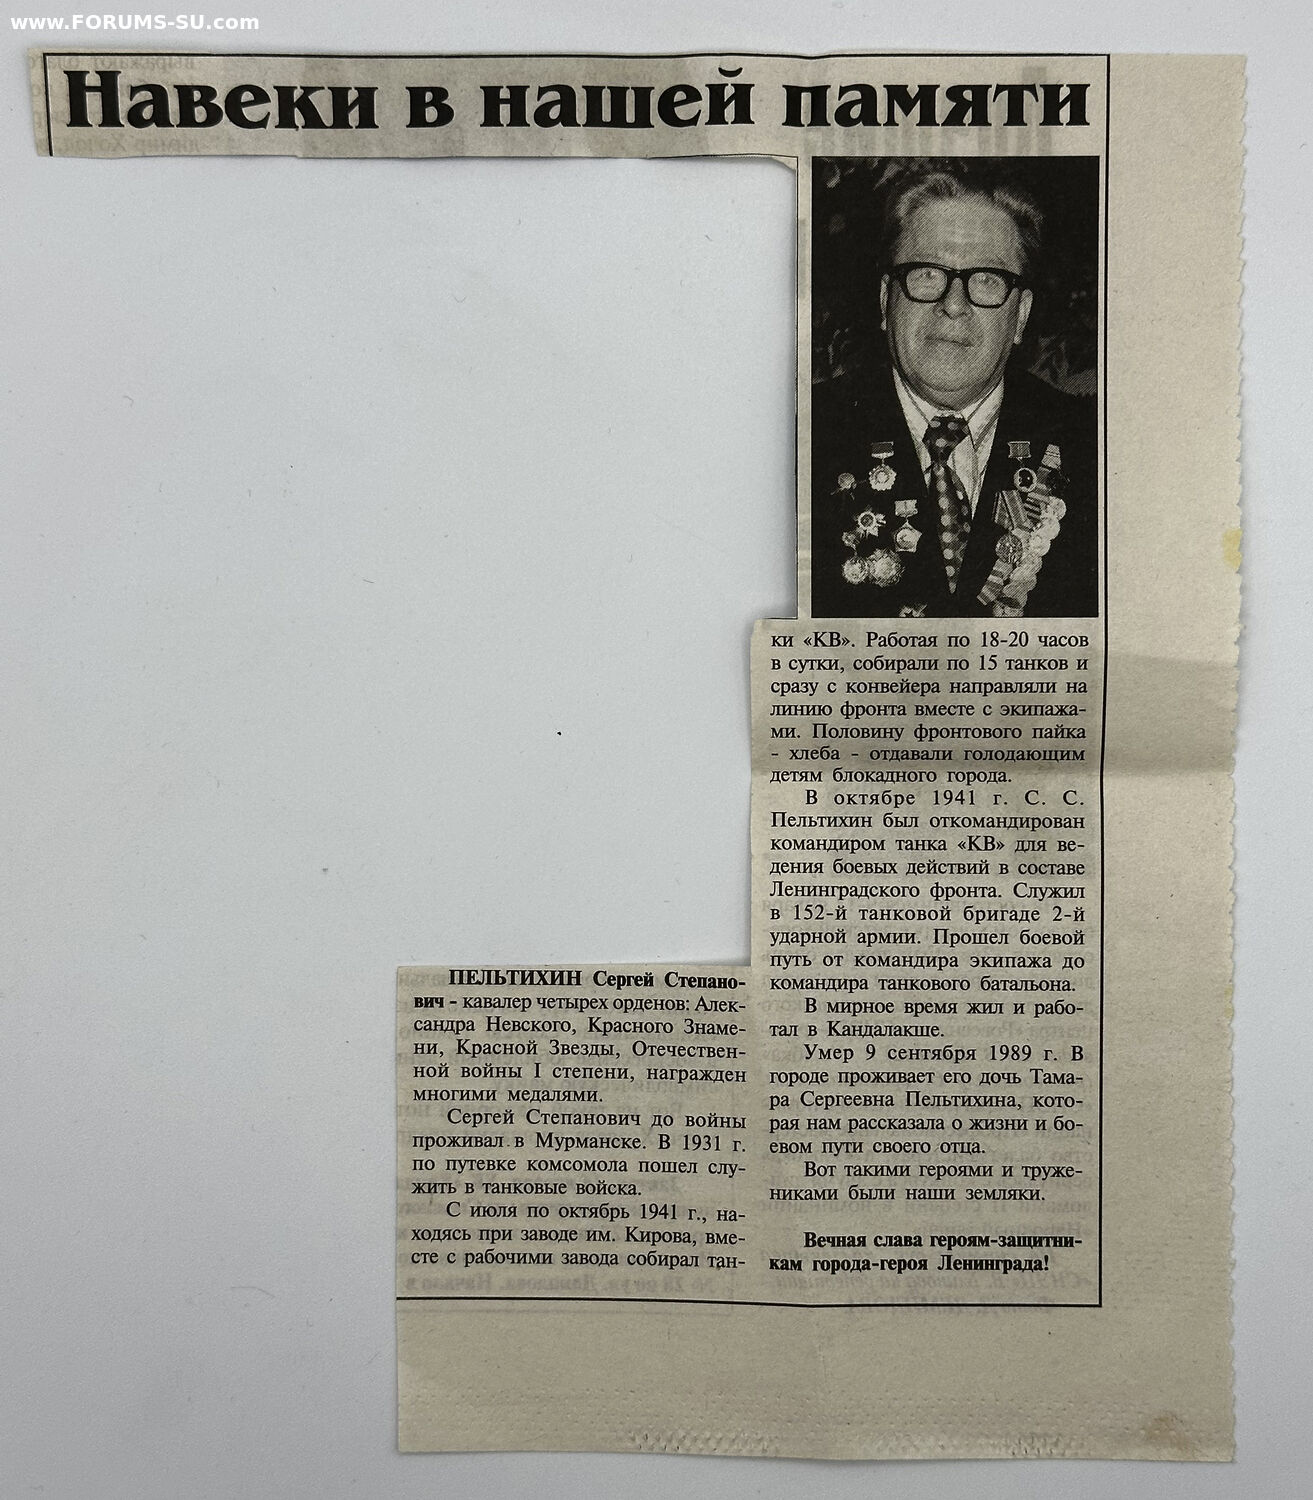 www.FORUMS-SU.com
Навеки в нашей памяти
ПЕЛЬТИХИН Сергей Степано-
вич - кавалер четырех орденов: Алек-
сандра Невского, Красного Знаме-
ни, Красной Звезды, Отечествен-
ной войны I степени, награжден
многими медалями.
Сергей Степанович до войны
проживал в Мурманске. В 1931 г.
по путевке комсомола пошел слу-
жить в танковые войска.
С июля по октябрь 1941 г., на-
ходясь при заводе им. Кирова, вме-
сте с рабочими завода собирал тан-
ки «КВ». Работая по 18-20 часов
в сутки, собирали по 15 танков и
сразу с конвейера направляли на
линию фронта вместе с экипажа-
ми. Половину фронтового пайка
- хлеба - отдавали голодающим
детям блокадного города.
В октябре 1941 г. С. С.
Пельтихин был откомандирован
командиром танка «КВ» для ве-
дения боевых действий в составе
Ленинградского фронта. Служил
в 152-й танковой бригаде 2-й
ударной армии. Прошел боевой
путь от командира экипажа до
командира танкового батальона.
В мирное время жил и рабо-
тал в Кандалакше.
Умер 9 сентября 1989 г. В
городе проживает его дочь Тама-
ра Сергеевна Пельтихина, кото-
рая нам рассказала о жизни и бо-
евом пути своего отца.
Вот такими героями и труже-
никами были наши земляки.
Вечная слава героям-защитни-
кам города-героя Ленинграда!